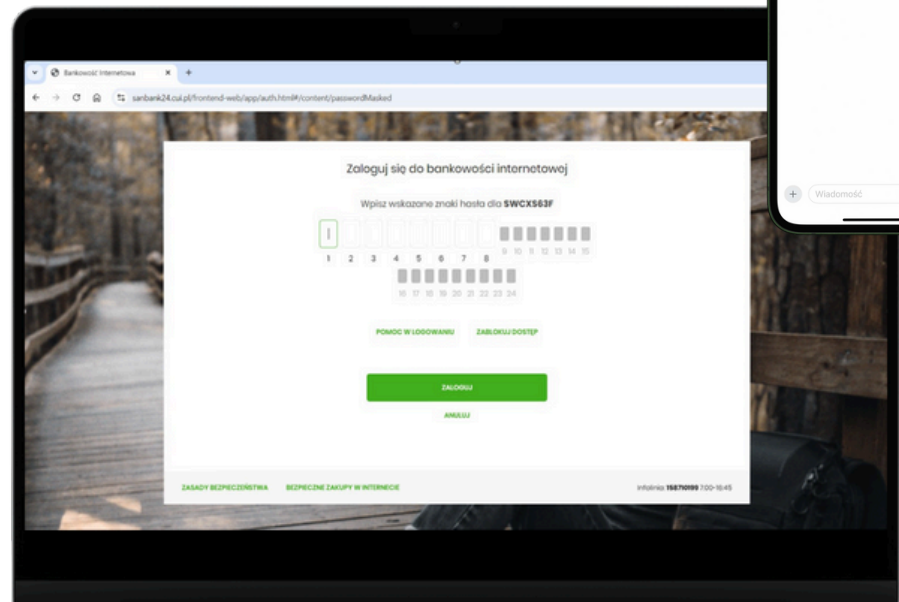 Bankowość Internetowa
sanbank24.cui.pl/frontend-web/app/auth.html#/content/passwordMasked
Zaloguj się do bankowości internetowej
Wpisz wskazane znaki hasła dla SWCXS63F
1 2 3 4 5 6 7 8 9 10 11 12 13 14 15
16 17 18 19 20 21 22 23 24
POMOC W LOGOWANIU ZABLOKUJ DOSTĘP
ZALOGUJ
ANULUJ
ZASADY BEZPIECZEŃSTWA BEZPIECZNE ZAKUPY W INTERNECIE infolinia: 158710199 7:00-16:45
Wiadomość